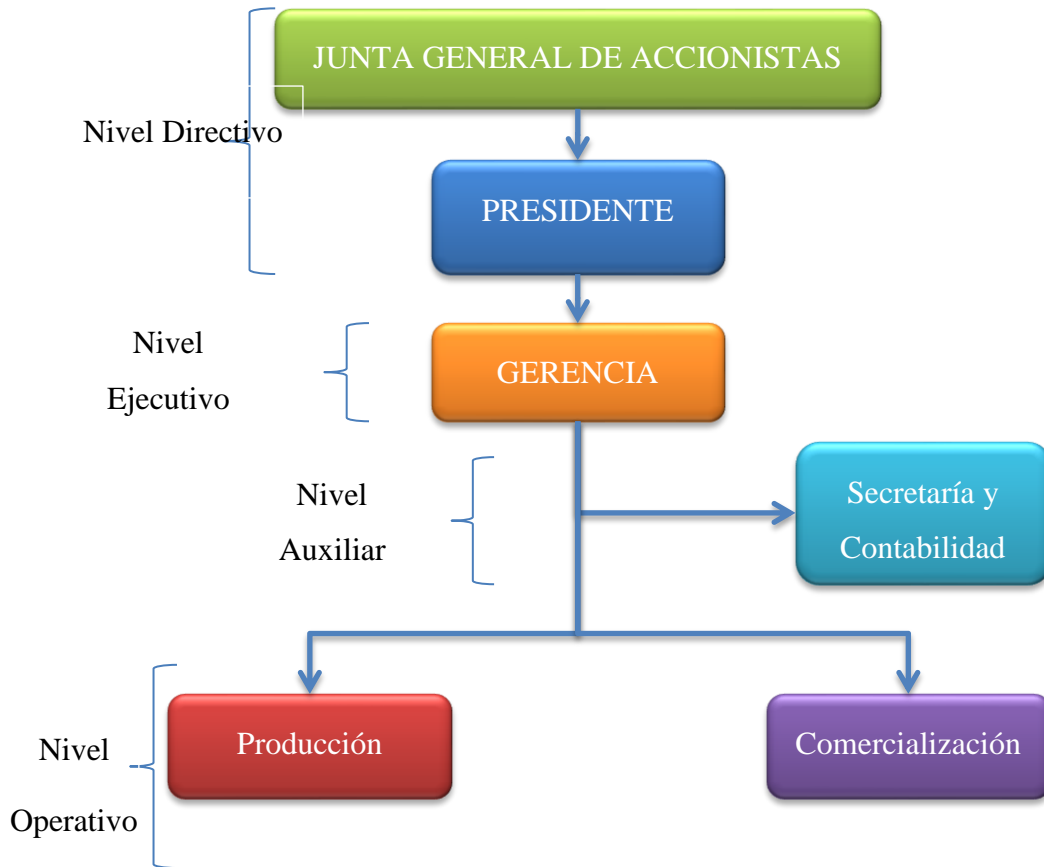 JUNTA GENERAL DE ACCIONISTAS
Nivel Directivo
PRESIDENTE
Nivel
Ejecutivo
GERENCIA
Nivel
Auxiliar
Secretaría y
Contabilidad
Nivel
Operativo
Producción
Comercialización